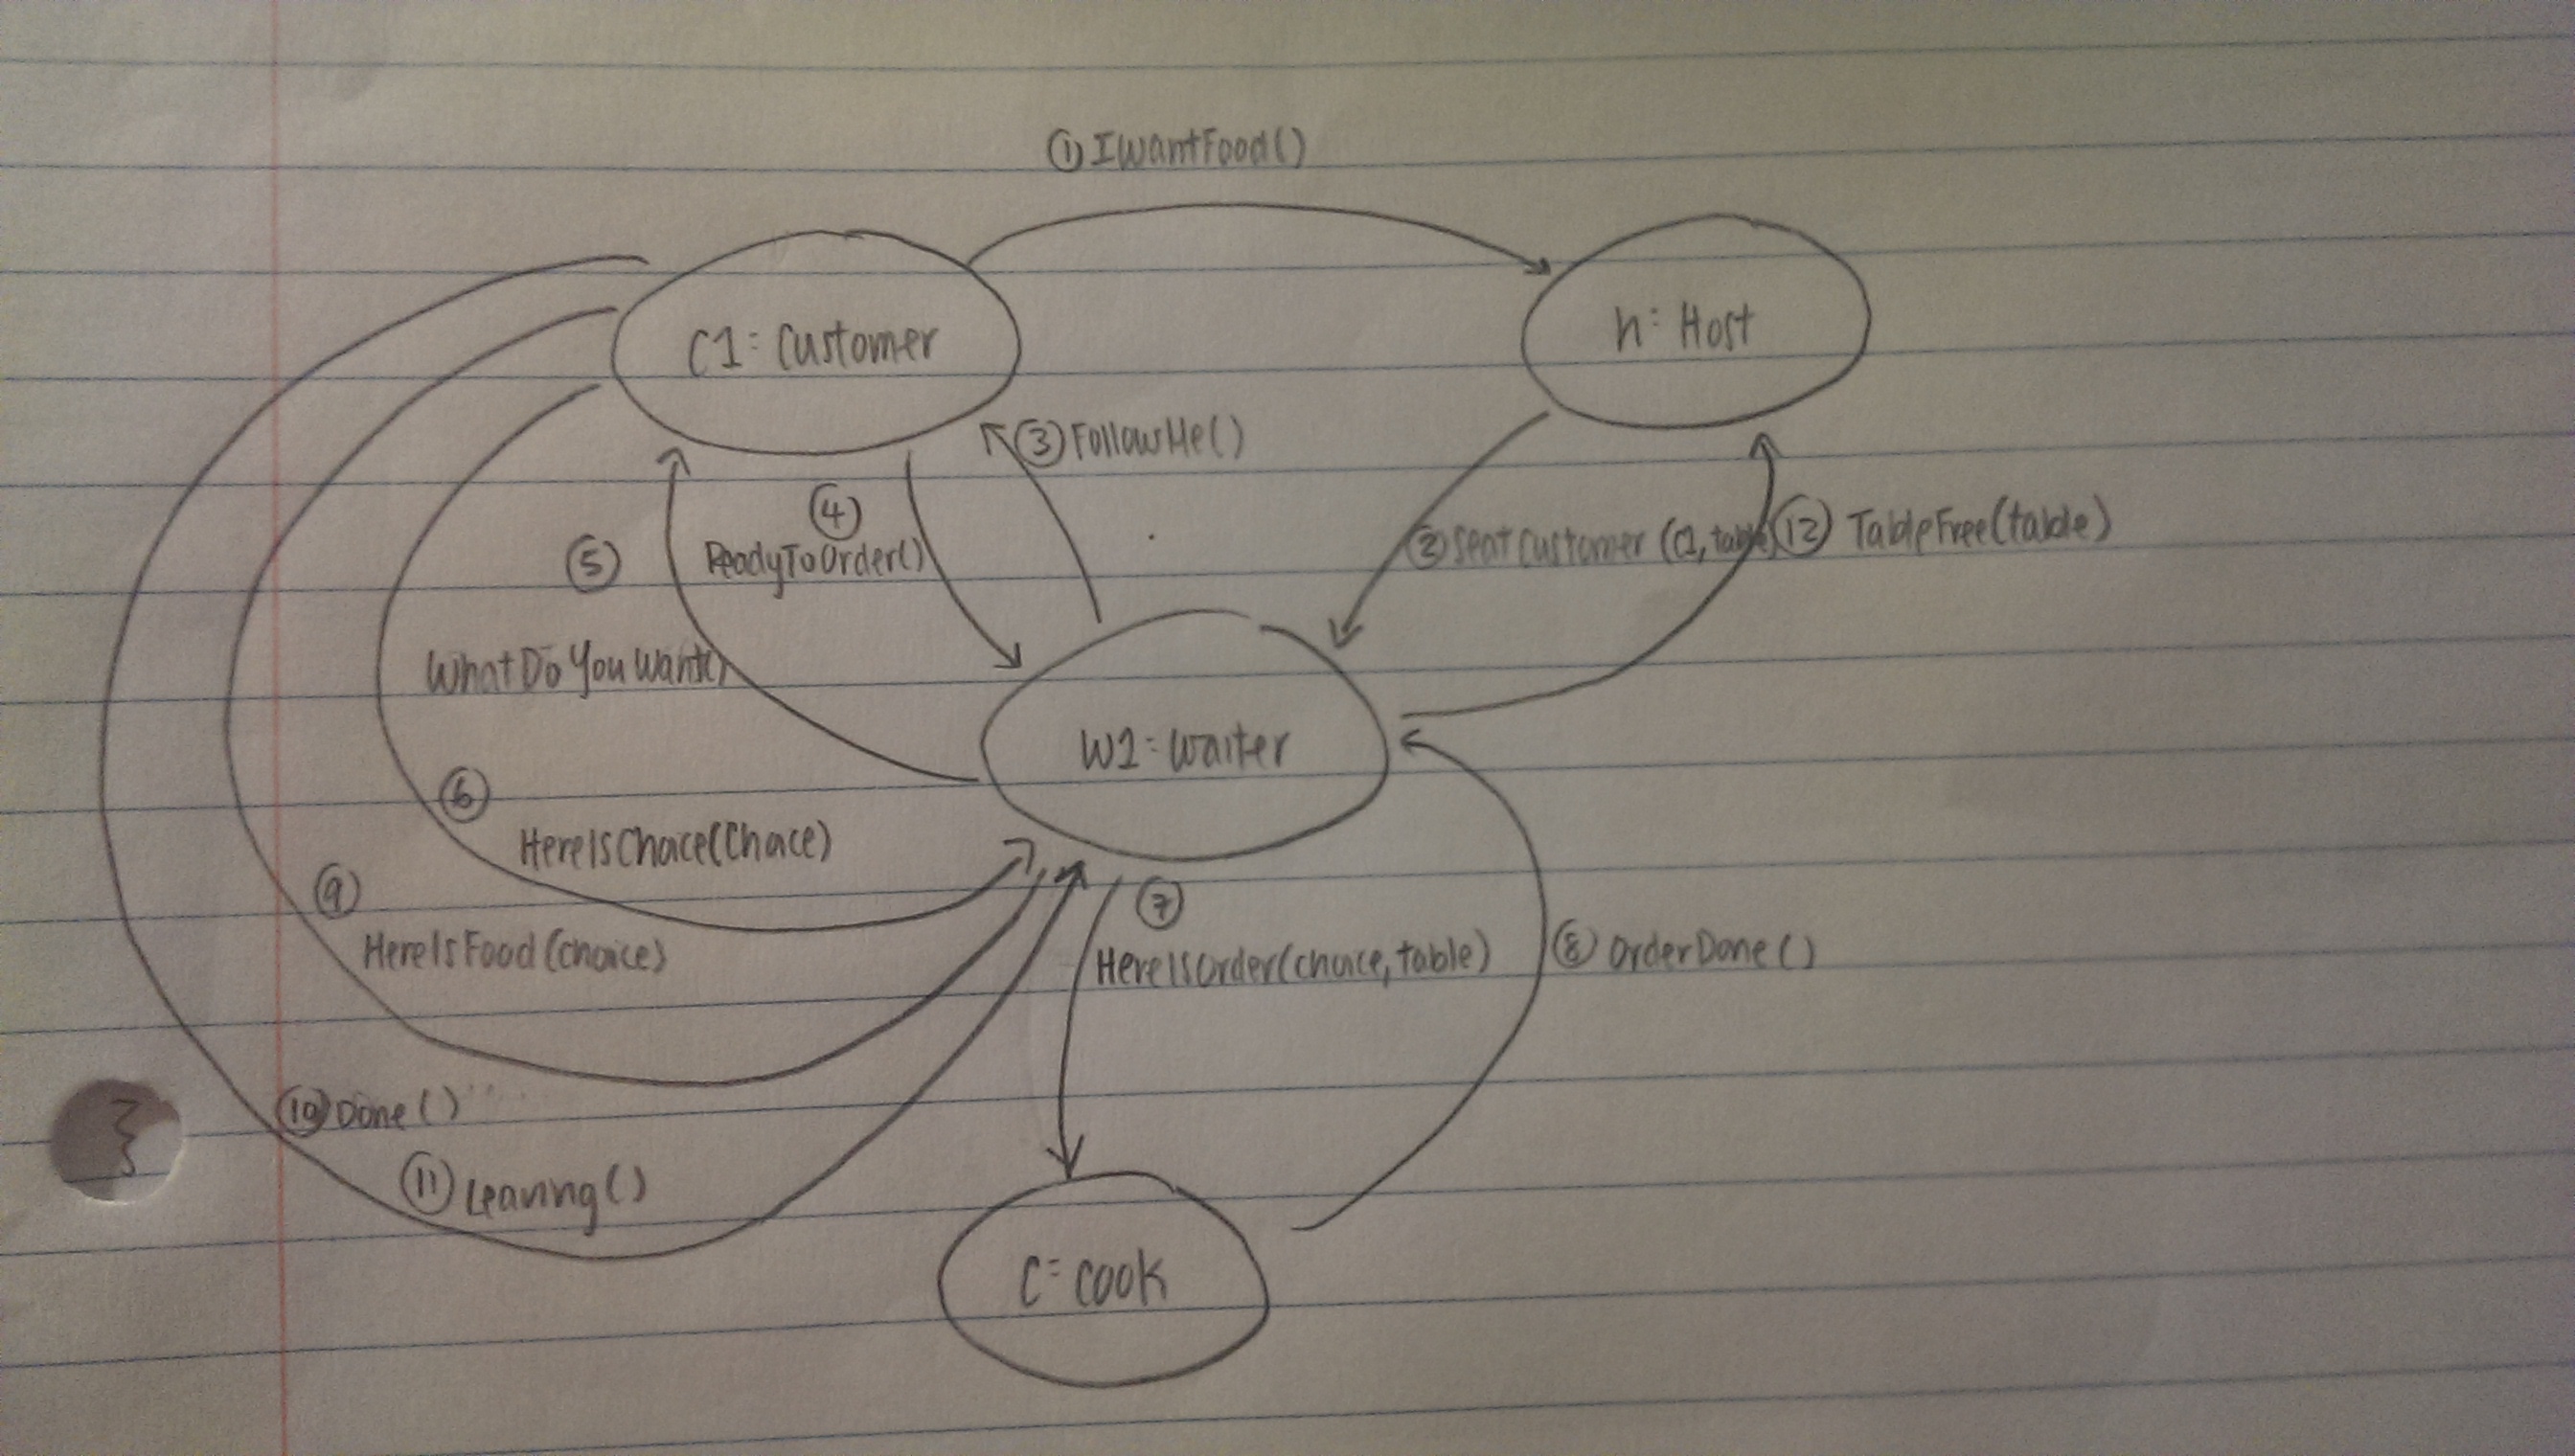 ① IWantFood()
C1: Customer
h: Host
③ FollowMe()
④
ReadyToOrder()
② SeatCustomer (C1, table)
⑫ TableFree(table)
⑤
WhatDoYouWant()
W1: Waiter
⑥
HereIsChoice(Choice)
⑨
HereIsFood(choice)
⑦
HereIsOrder(choice, table)
⑧ OrderDone()
⑩ Done()
⑪ Leaving()
C: cook